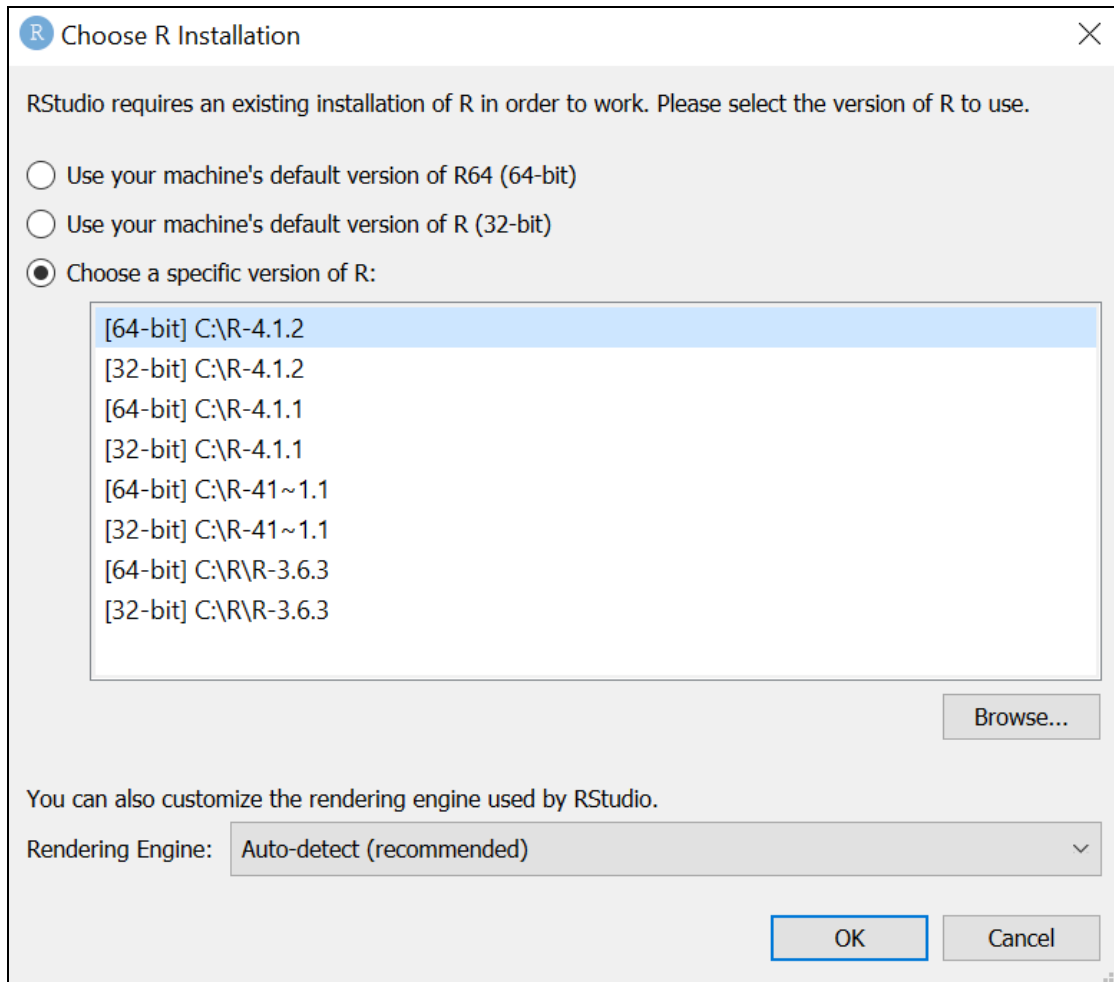 R Choose R Installation
RStudio requires an existing installation of R in order to work. Please select the version of R to use.
Use your machine's default version of R64 (64-bit)
Use your machine's default version of R (32-bit)
Choose a specific version of R:
[64-bit] C:\R-4.1.2
[32-bit] C:\R-4.1.2
[64-bit] C:\R-4.1.1
[32-bit] C:\R-4.1.1
[64-bit] C:\R-41~1.1
[32-bit] C:\R-41~1.1
[64-bit] C:\R\R-3.6.3
[32-bit] C:\R\R-3.6.3
Browse...
You can also customize the rendering engine used by RStudio.
Rendering Engine: Auto-detect (recommended)
OK Cancel